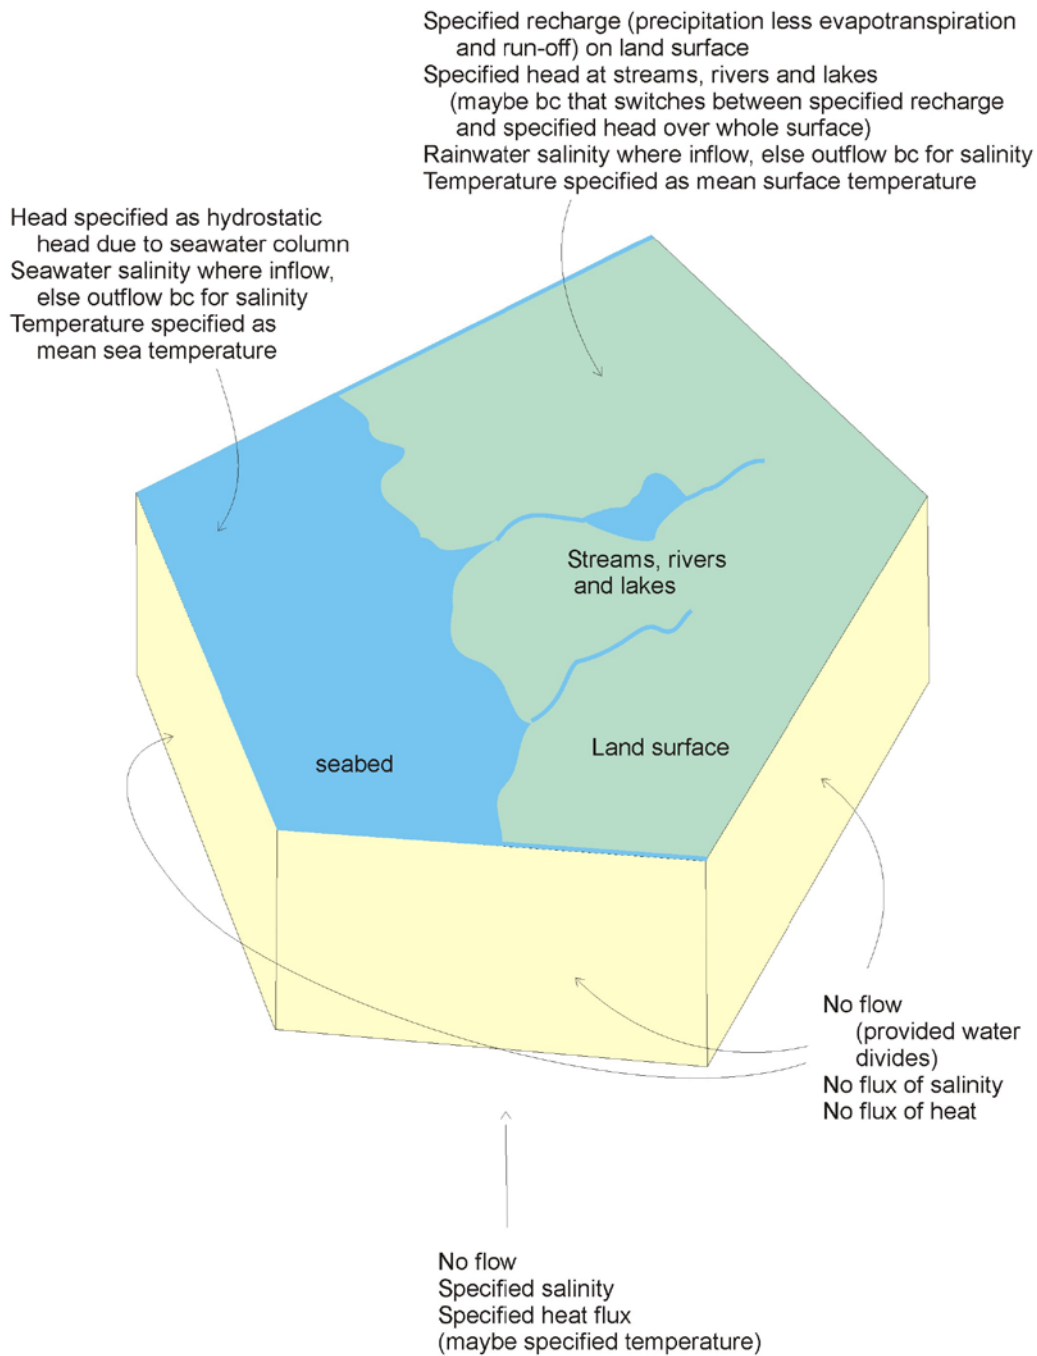 Specified recharge (precipitation less evapotranspiration
and run-off) on land surface
Specified head at streams, rivers and lakes
(maybe bc that switches between specified recharge
and specified head over whole surface)
Rainwater salinity where inflow, else outflow bc for salinity
Temperature specified as mean surface temperature
Head specified as hydrostatic
head due to seawater column
Seawater salinity where inflow,
else outflow bc for salinity
Temperature specified as
mean sea temperature
Streams, rivers
and lakes
Land surface
seabed
No flow
(provided water
divides)
No flux of salinity
No flux of heat
No flow
Specified salinity
Specified heat flux
(maybe specified temperature)